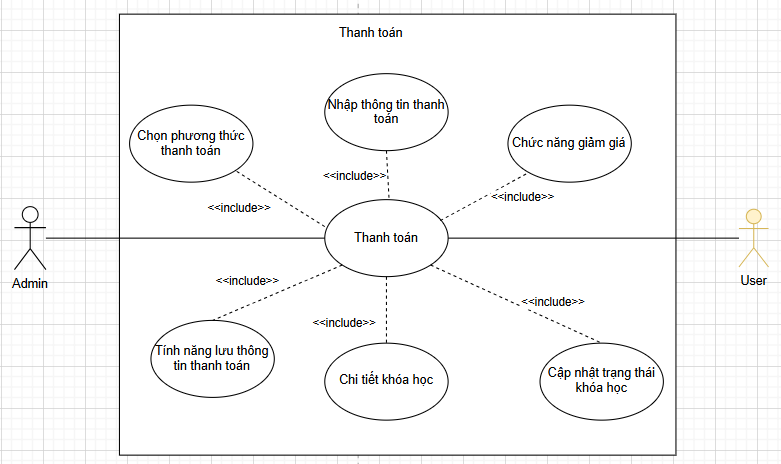 Thanh toán
Nhập thông tin thanh
toán
Chọn phương thức
thanh toán
Chức năng giảm giá
<<include>>
<<include>>
<<include>>
Thanh toán
Admin
User
<<include>>
<<include>>
<<include>>
Tính năng lưu thông
tin thanh toán
Chi tiết khóa học
Cập nhật trạng thái
khóa học